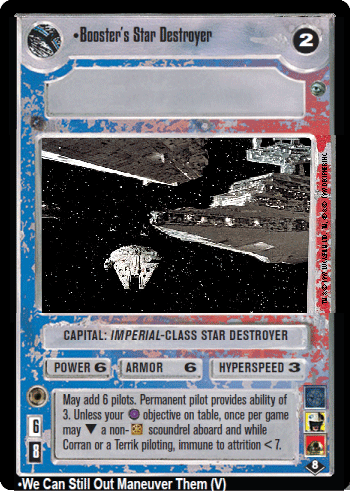 •Booster's Star Destroyer
2
CAPITAL: IMPERIAL-CLASS STAR DESTROYER
POWER 6 ARMOR 6 HYPERSPEED 3
May add 6 pilots. Permanent pilot provides ability of
3. Unless your objective on table, once per game
may ▼ a non- scoundrel aboard and while
Corran or a Terrik piloting, immune to attrition < 7.
6
8
8
•We Can Still Out Maneuver Them (V)